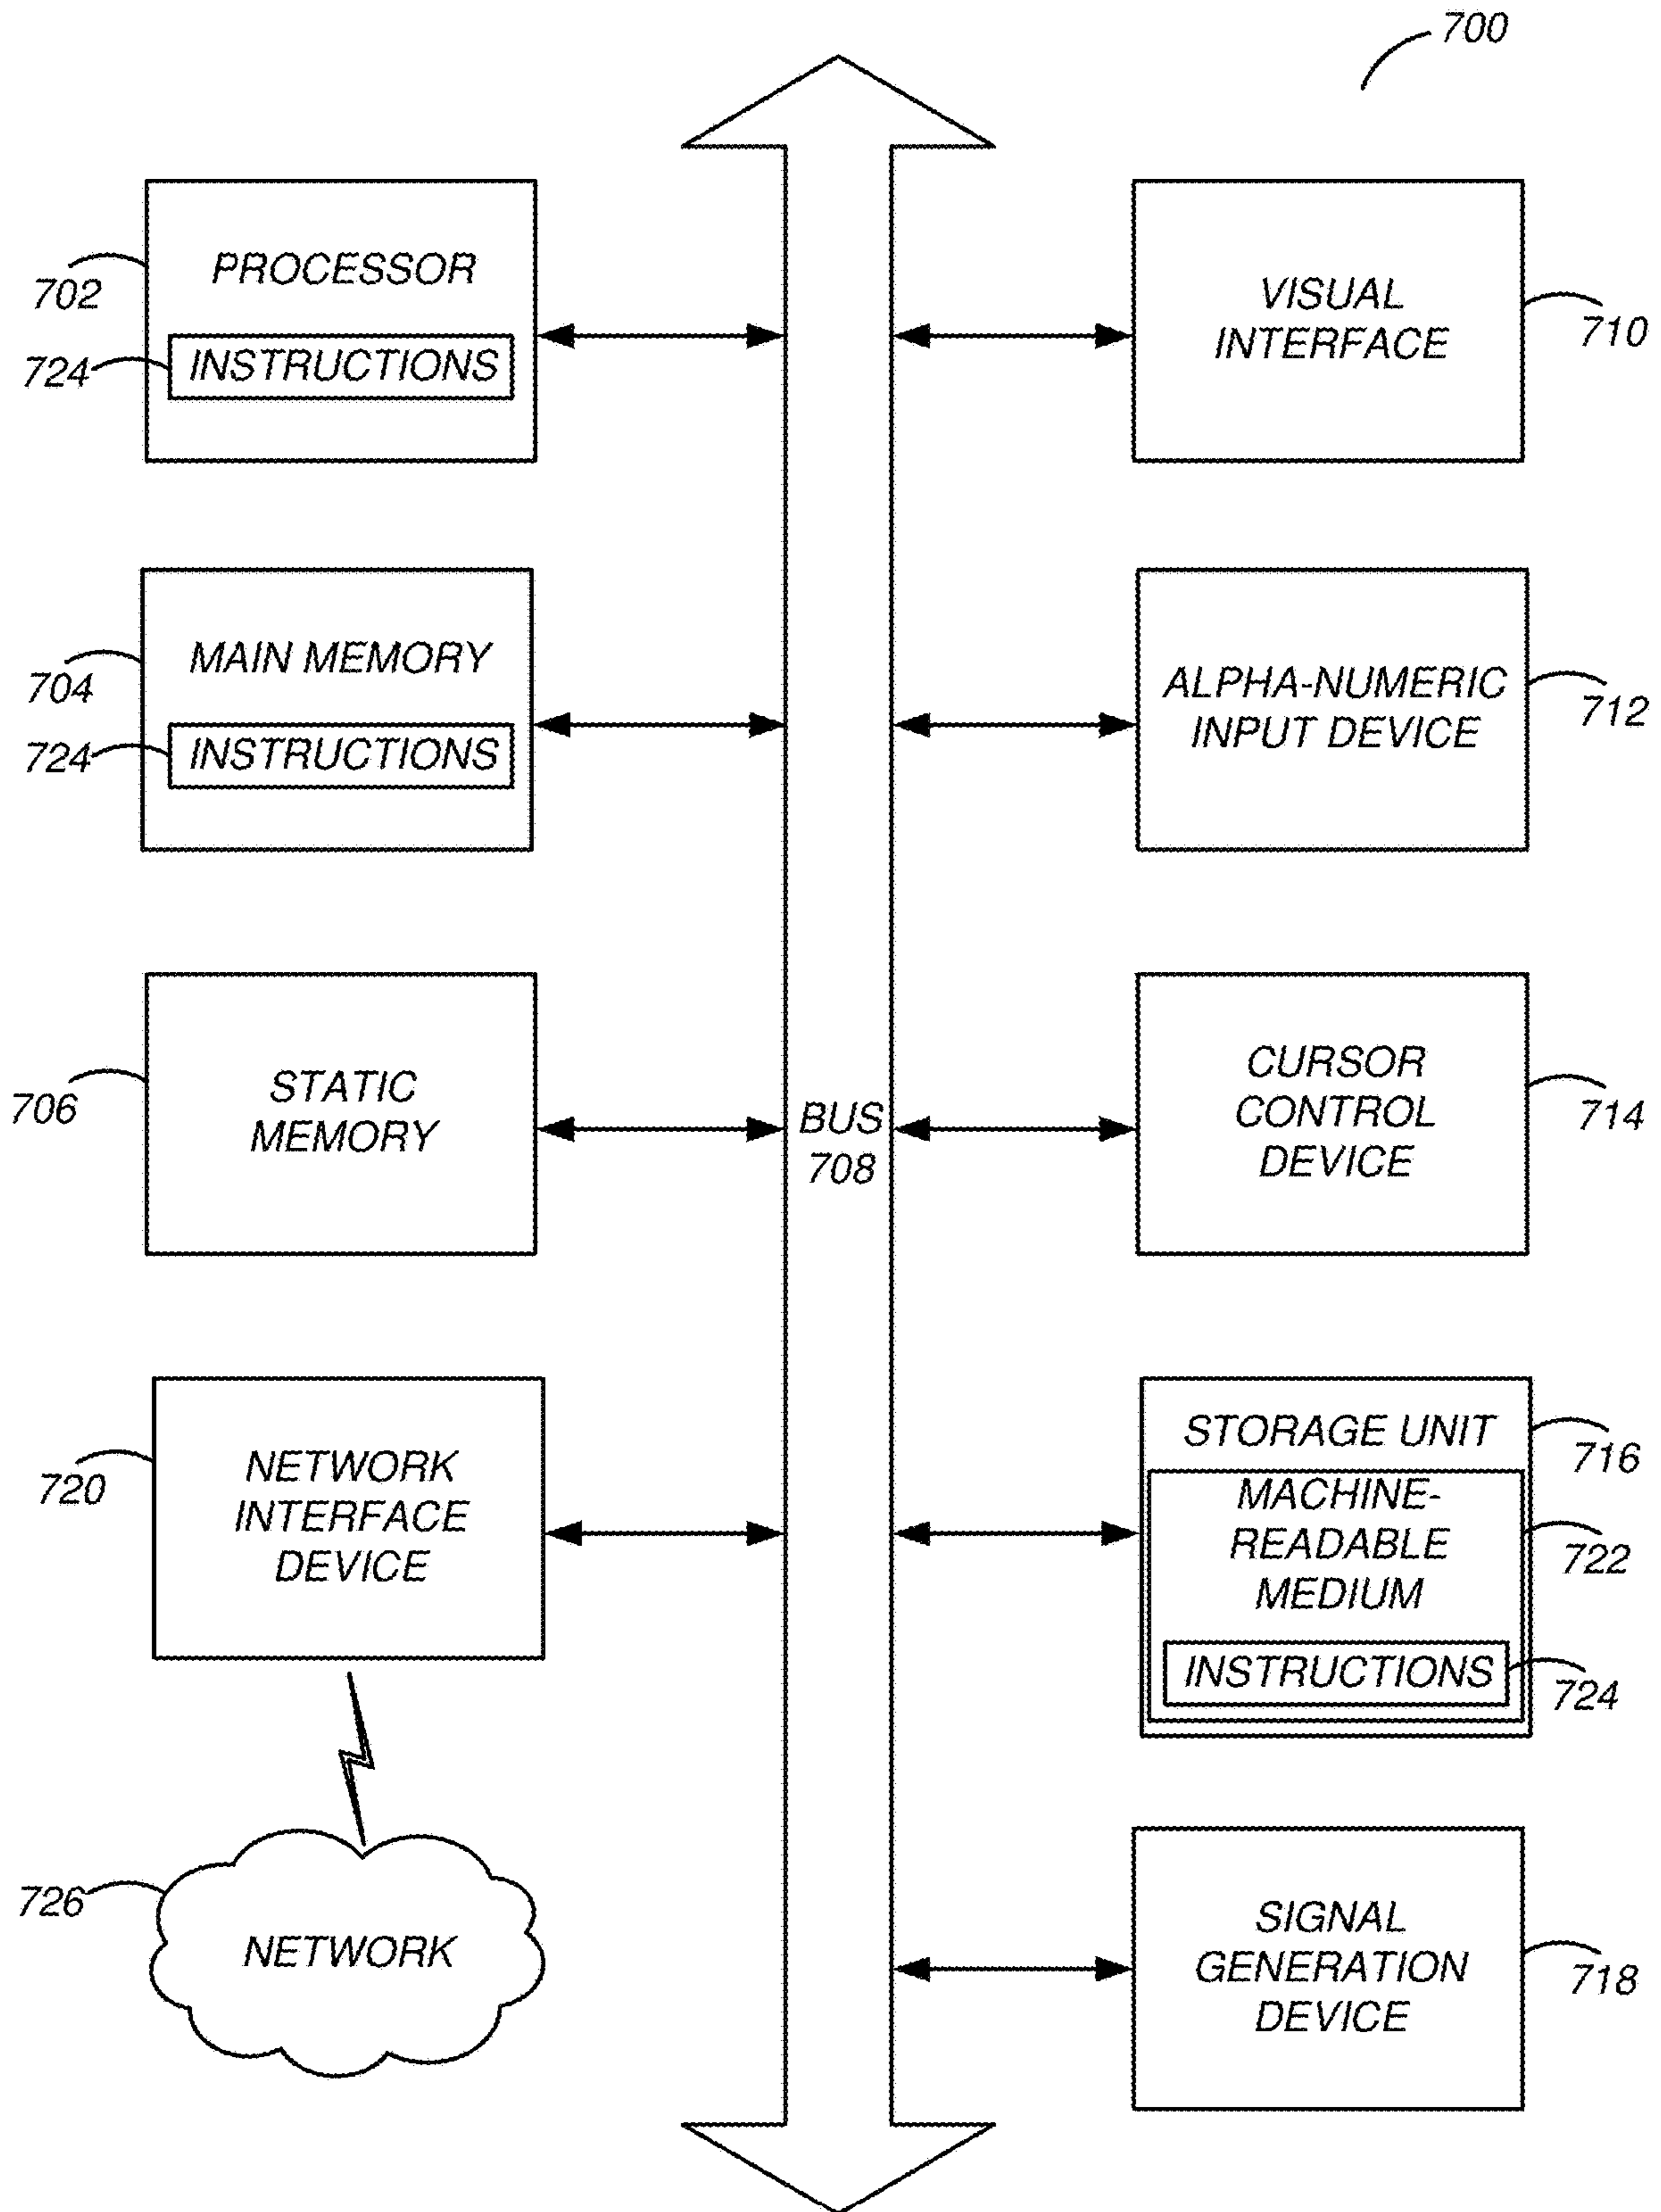 700
PROCESSOR
702
724
INSTRUCTIONS
VISUAL
INTERFACE
710
MAIN MEMORY
704
724
INSTRUCTIONS
ALPHA-NUMERIC
INPUT DEVICE
712
STATIC
MEMORY
706
BUS
708
CURSOR
CONTROL
DEVICE
714
NETWORK
INTERFACE
DEVICE
720
STORAGE UNIT
716
MACHINE-
READABLE
MEDIUM
722
INSTRUCTIONS
724
726
NETWORK
SIGNAL
GENERATION
DEVICE
718